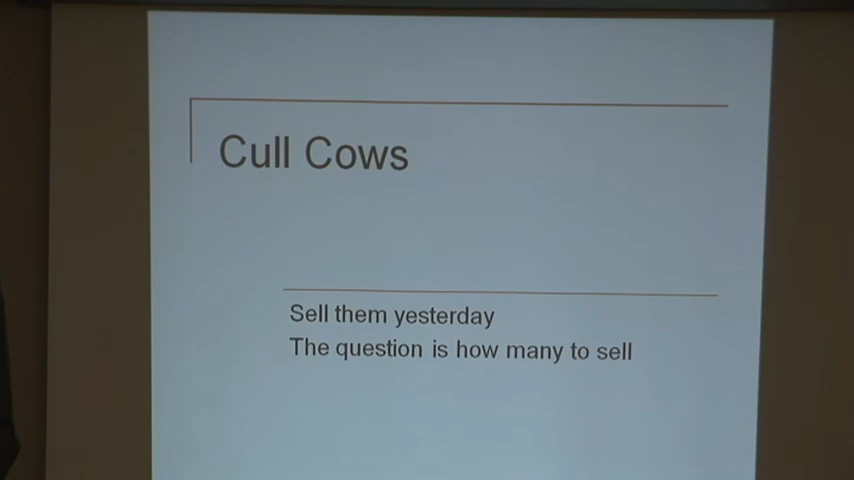 Cull Cows
Sell them yesterday
The question is how many to sell